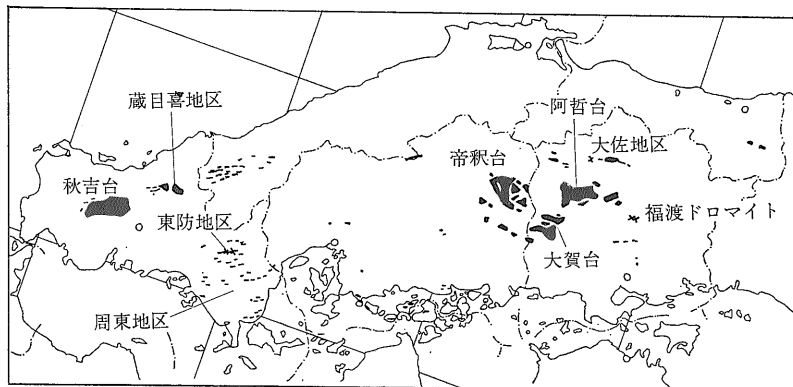 阿哲台
蔵目喜地区
大佐地区
帝釈台
秋吉台
東防地区
福渡ドロマイト
大賀台
周東地区